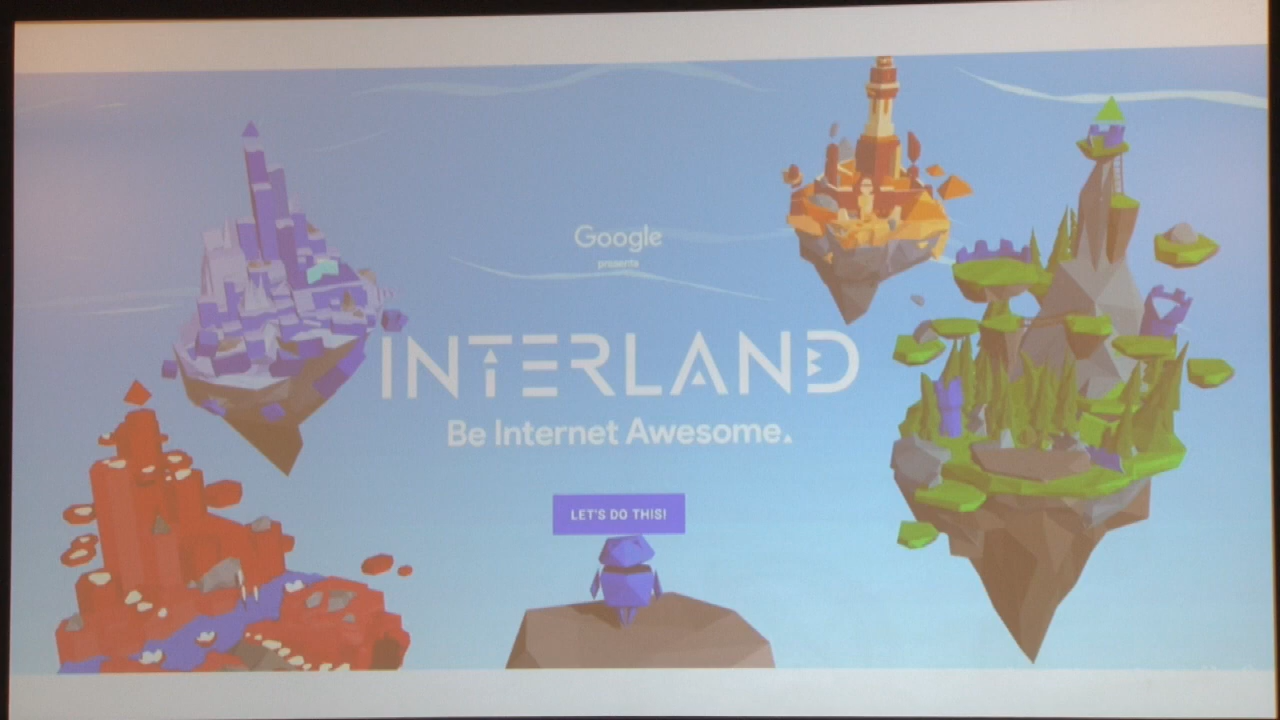 Google
presents
INTERLAND
Be Internet Awesome.
LET'S DO THIS!